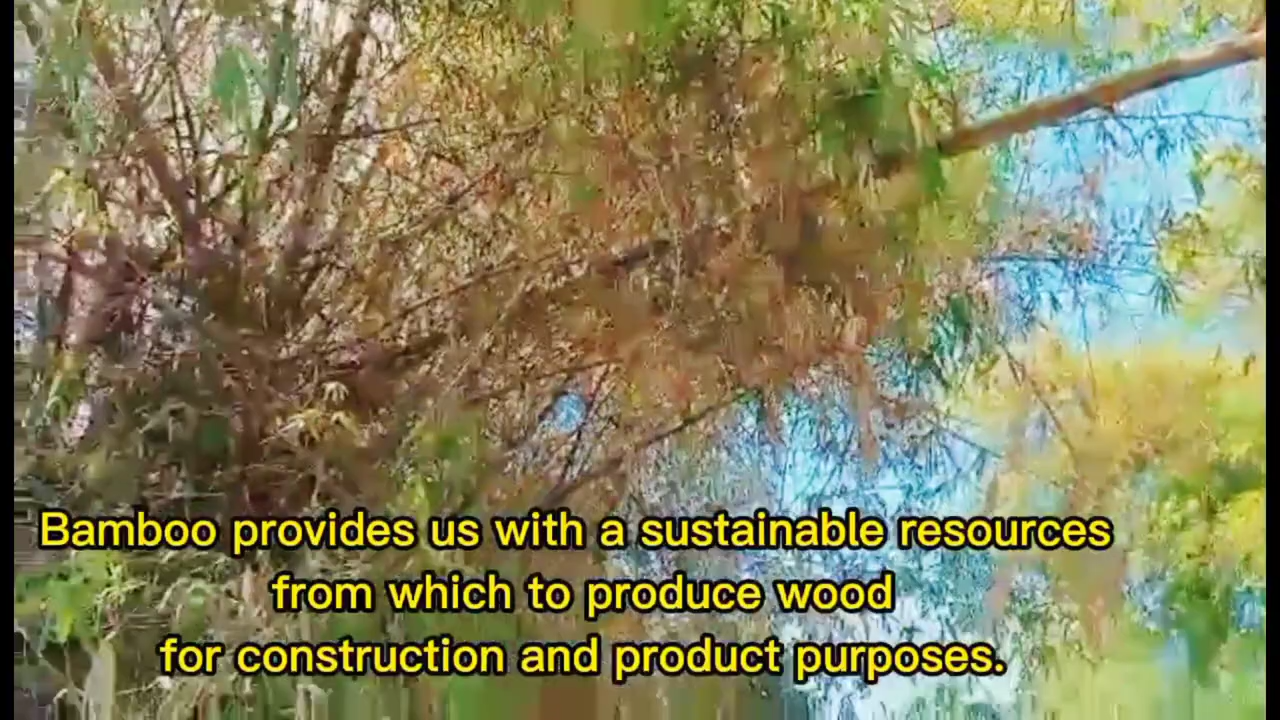 Bamboo provides us with a sustainable resources
from which to produce wood
for construction and product purposes.